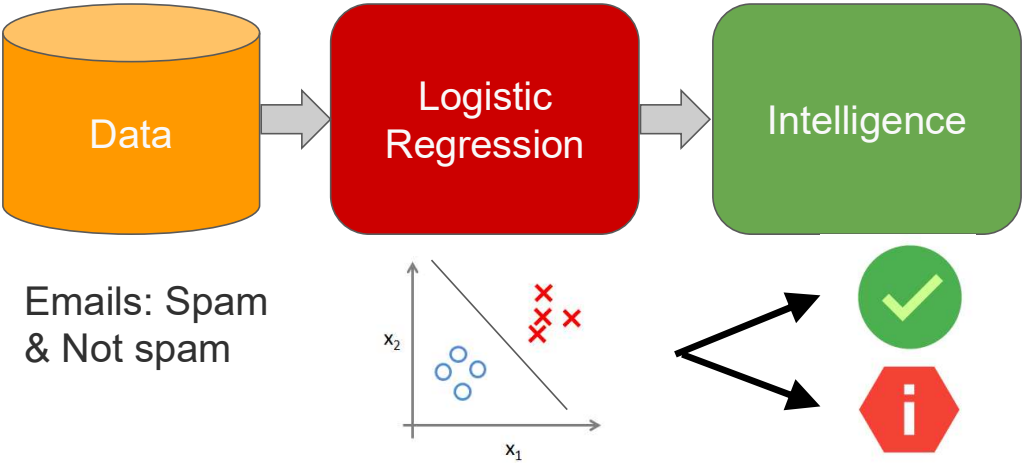 Data
Logistic
Regression
Intelligence
Emails: Spam
& Not spam
x₂
x₁
i